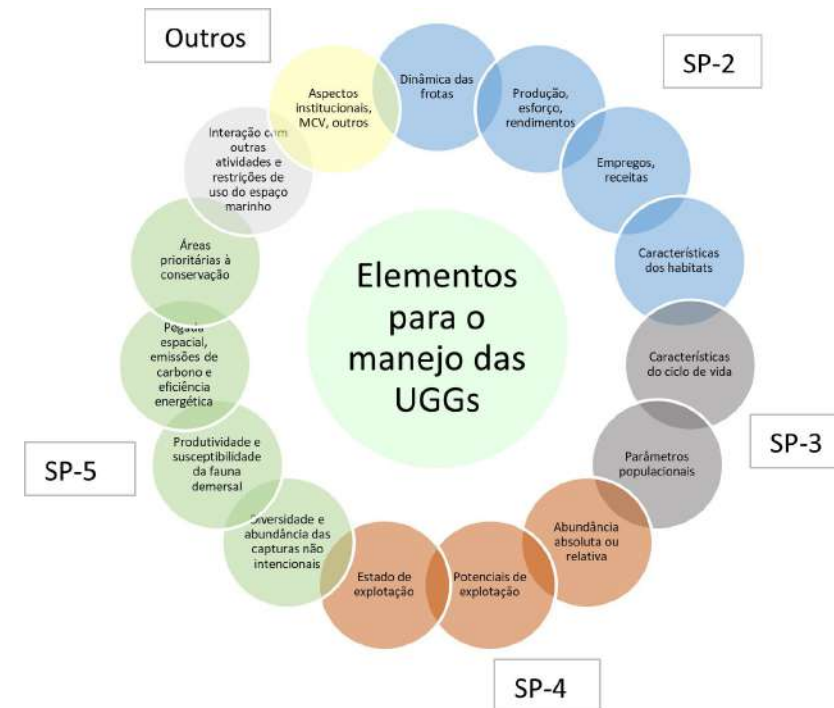 Outros
SP-2
Dinâmica das
frotas
Produção,
esforço,
rendimentos
Empregos,
receitas
Características
dos habitats
Características
do ciclo de vida
SP-3
Parâmetros
populacionais
Abundância
absoluta ou
relativa
Potenciais de
explotação
SP-4
Estado de
explotação
Diversidade e
abundância das
capturas não
intencionais
Produtividade e
susceptibilidade
da fauna
demersal
SP-5
Pegada
espacial,
emissões de
carbono e
eficiência
energética
Áreas
prioritárias à
conservação
Interação com
outras
atividades e
restrições de
uso do espaço
marinho
Aspectos
institucionais,
MCV, outros
Elementos
para o
manejo das
UGGs